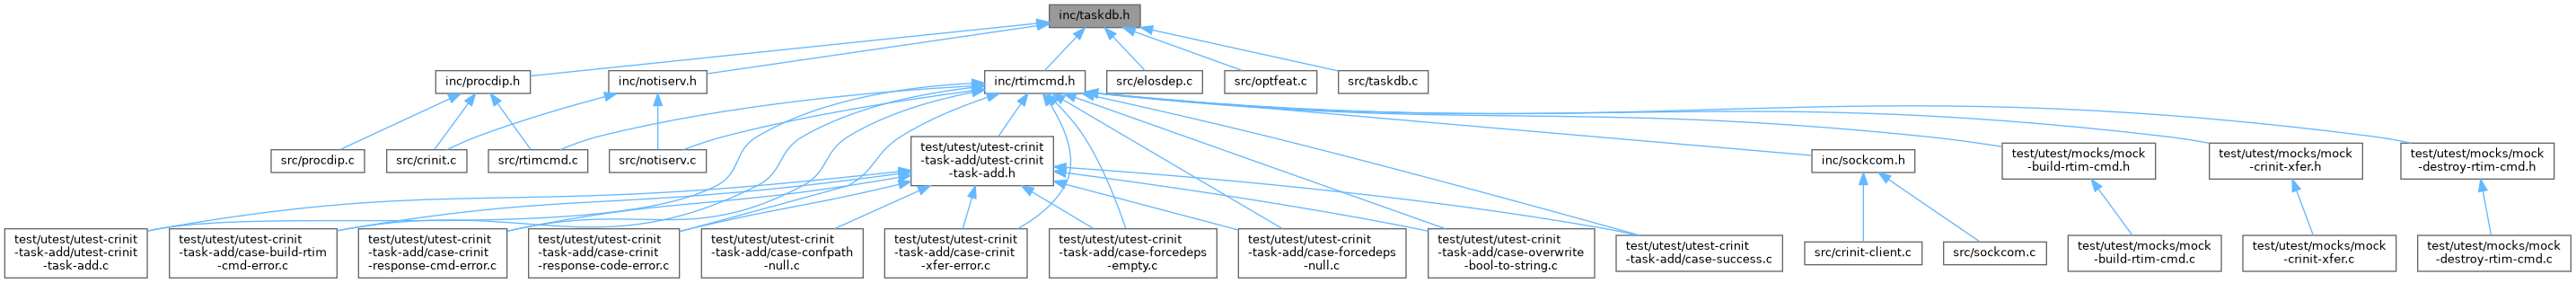 inc/taskdb.h
inc/procdip.h
inc/notiserv.h
inc/rtimcmd.h
src/elosdep.c
src/optfeat.c
src/taskdb.c
src/procdip.c
src/crinit.c
src/rtimcmd.c
src/notiserv.c
test/utest/utest-crinit
-task-add/utest-crinit
-task-add.h
inc/sockcom.h
test/utest/mocks/mock
-build-rtim-cmd.h
test/utest/mocks/mock
-crinit-xfer.h
test/utest/mocks/mock
-destroy-rtim-cmd.h
test/utest/utest-crinit
-task-add/utest-crinit
-task-add.c
test/utest/utest-crinit
-task-add/case-build-rtim
-cmd-error.c
test/utest/utest-crinit
-task-add/case-crinit
-response-cmd-error.c
test/utest/utest-crinit
-task-add/case-crinit
-response-code-error.c
test/utest/utest-crinit
-task-add/case-confpath
-null.c
test/utest/utest-crinit
-task-add/case-crinit
-xfer-error.c
test/utest/utest-crinit
-task-add/case-forcedeps
-empty.c
test/utest/utest-crinit
-task-add/case-forcedeps
-null.c
test/utest/utest-crinit
-task-add/case-overwrite
-bool-to-string.c
test/utest/utest-crinit
-task-add/case-success.c
src/crinit-client.c
src/sockcom.c
test/utest/mocks/mock
-build-rtim-cmd.c
test/utest/mocks/mock
-crinit-xfer.c
test/utest/mocks/mock
-destroy-rtim-cmd.c